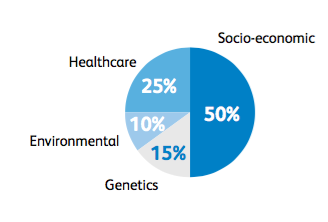 Socio-economic
Healthcare
25%
50%
10%
Environmental
15%
Genetics